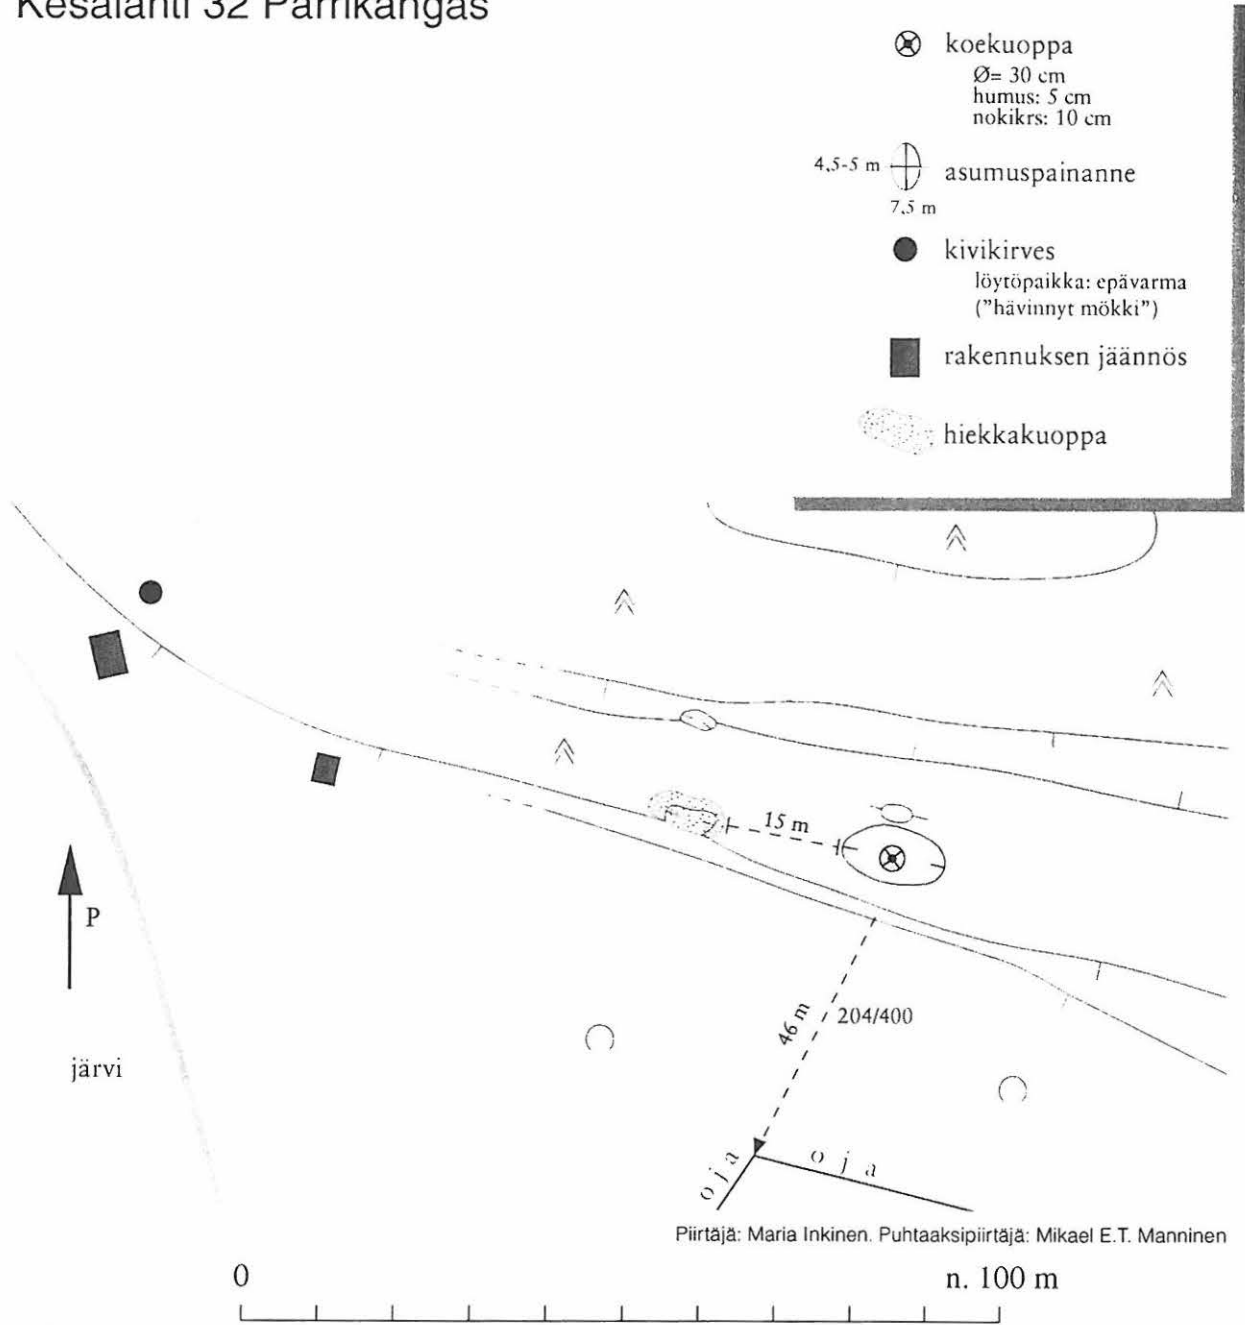 Kesälahti 32 Parrikangas
koekuoppa
Ø= 30 cm
humus: 5 cm
nokikrs: 10 cm
4,5-5 m
asumuspainanne
7,5 m
kivikirves
löytöpaikka: epävarma
("hävinnyt mökki")
rakennuksen jäännös
hiekkakuoppa
15 m
P
46 m
204/400
järvi
oja
oja
Piirtäjä: Maria Inkinen. Puhtaaksipiirtäjä: Mikael E.T. Manninen
0
n. 100 m